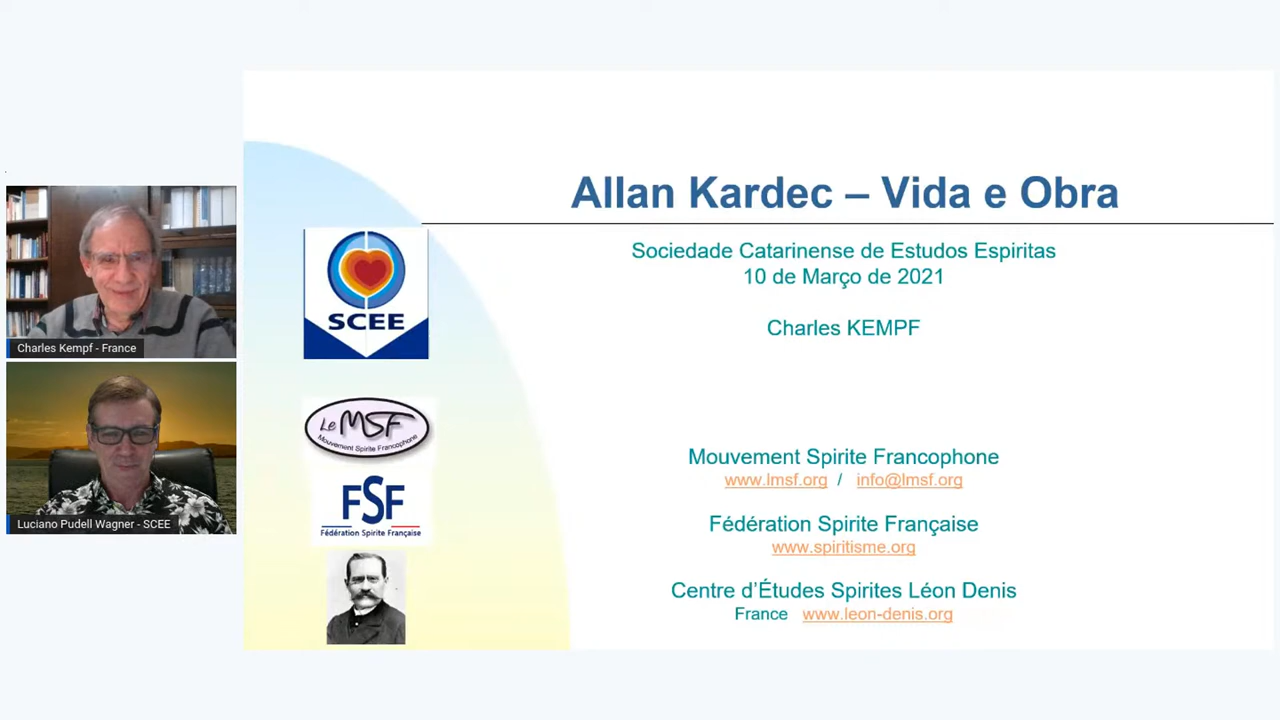 Allan Kardec – Vida e Obra
Sociedade Catarinense de Estudos Espiritas
10 de Março de 2021
Charles KEMPF
SCEE
Le MSF
Mouvement Spirite Francophone
FSF
Fédération Spirite Française
Mouvement Spirite Francophone
www.lmsf.org / info@lmsf.org
Fédération Spirite Française
www.spiritisme.org
Centre d'Études Spirites Léon Denis
France www.leon-denis.org
Charles Kempf - France
Luciano Pudell Wagner - SCEE